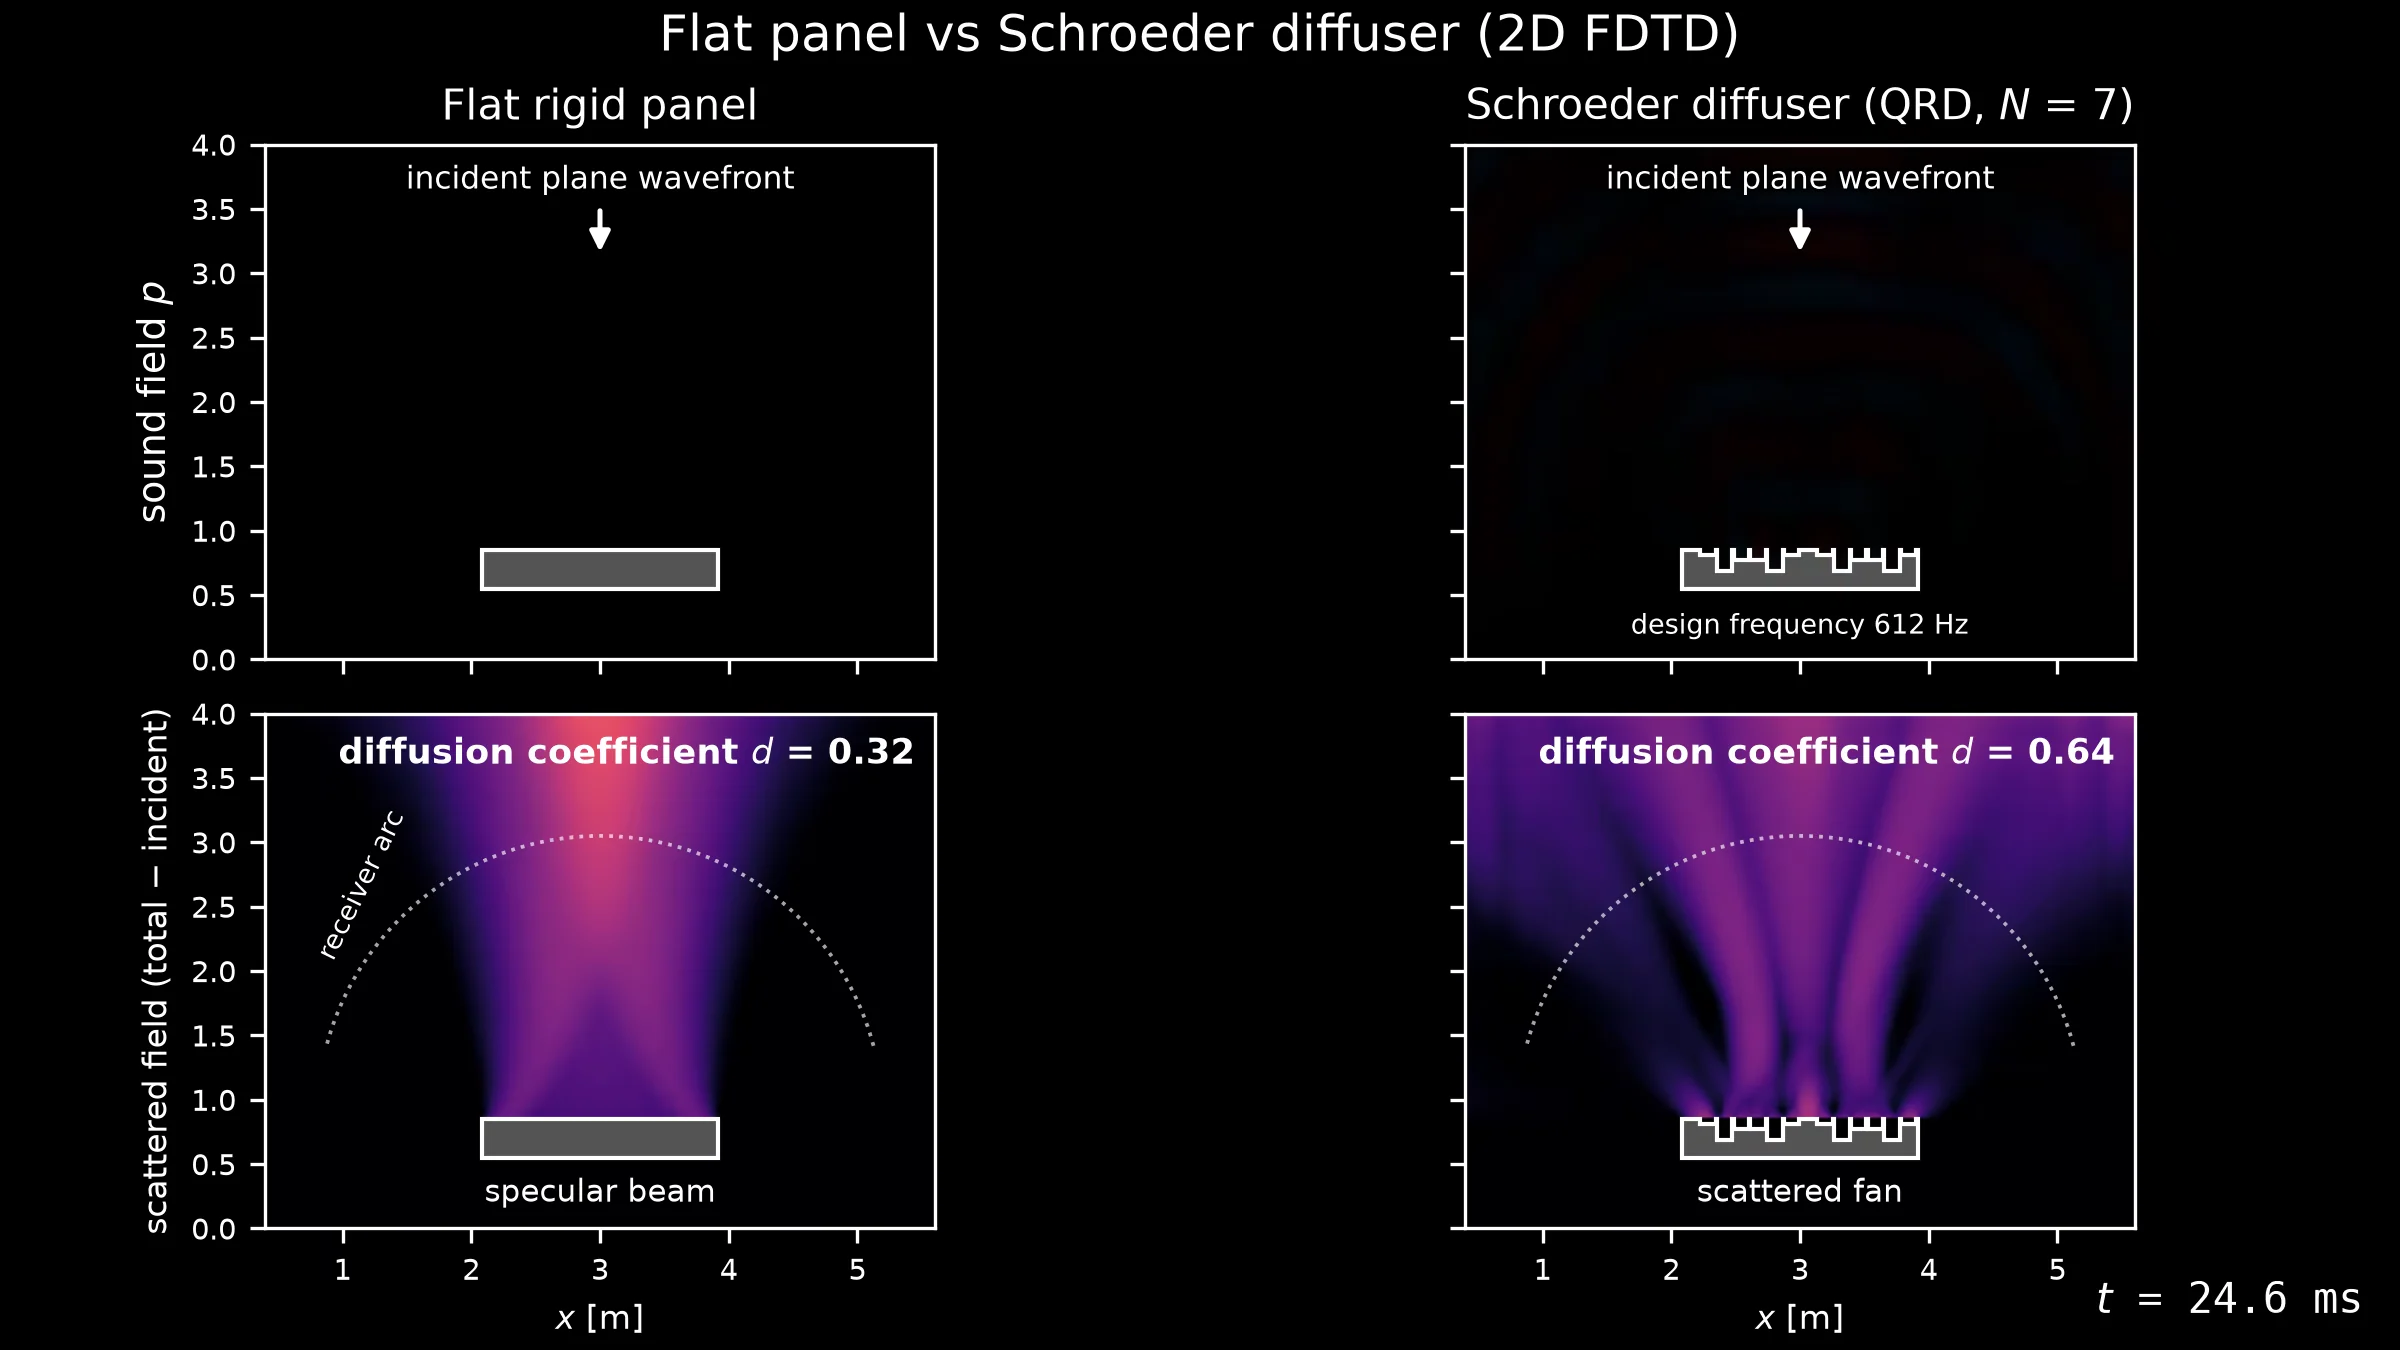 Flat panel vs Schroeder diffuser (2D FDTD)
Flat rigid panel
Schroeder diffuser (QRD, N = 7)
sound field p
4.0
3.5
3.0
2.5
2.0
1.5
1.0
0.5
0.0
incident plane wavefront
incident plane wavefront
design frequency 612 Hz
scattered field (total − incident)
4.0
3.5
3.0
2.5
2.0
1.5
1.0
0.5
0.0
diffusion coefficient d = 0.32
receiver arc
specular beam
1 2 3 4 5
x [m]
diffusion coefficient d = 0.64
scattered fan
1 2 3 4 5
x [m]
t = 24.6 ms